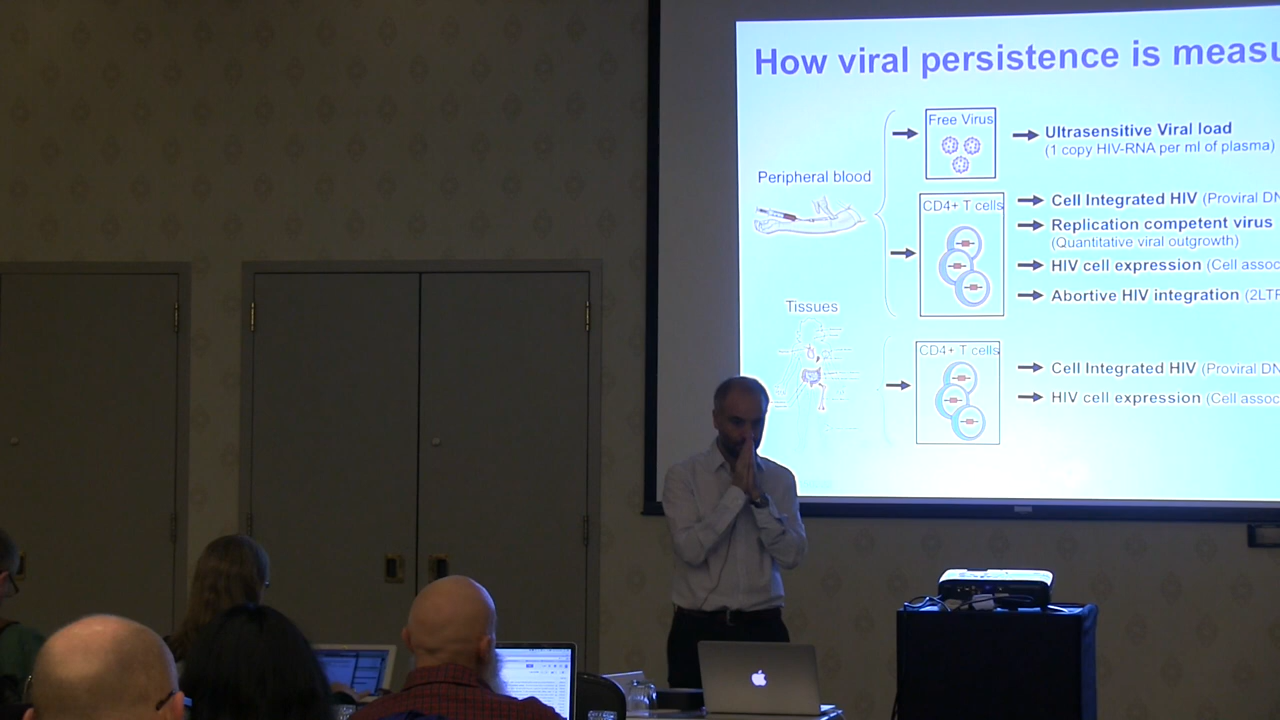 How viral persistence is measu
Free Virus
Ultrasensitive Viral load
(1 copy HIV-RNA per ml of plasma)
Peripheral blood
CD4+ T cells
Cell Integrated HIV (Proviral DN
Replication competent virus
(Quantitative viral outgrowth)
HIV cell expression (Cell assoc
Abortive HIV integration (2LTR
Tissues
CD4+ T cells
Cell Integrated HIV (Proviral DN
HIV cell expression (Cell assoc